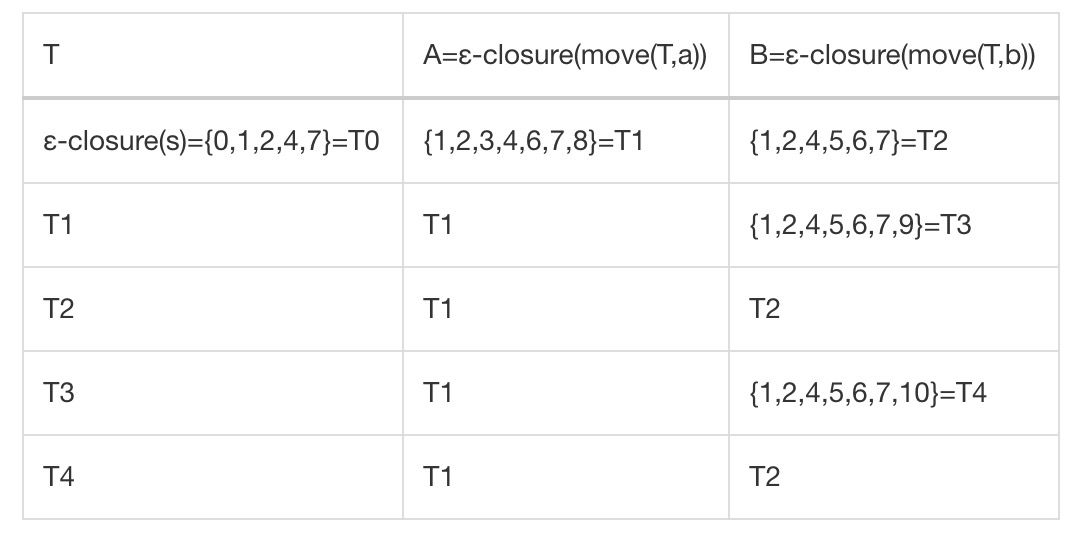 T A=ε-closure(move(T,a)) B=ε-closure(move(T,b))
ε-closure(s)={0,1,2,4,7}=T0 {1,2,3,4,6,7,8}=T1 {1,2,4,5,6,7}=T2
T1 T1 {1,2,4,5,6,7,9}=T3
T2 T1 T2
T3 T1 {1,2,4,5,6,7,10}=T4
T4 T1 T2